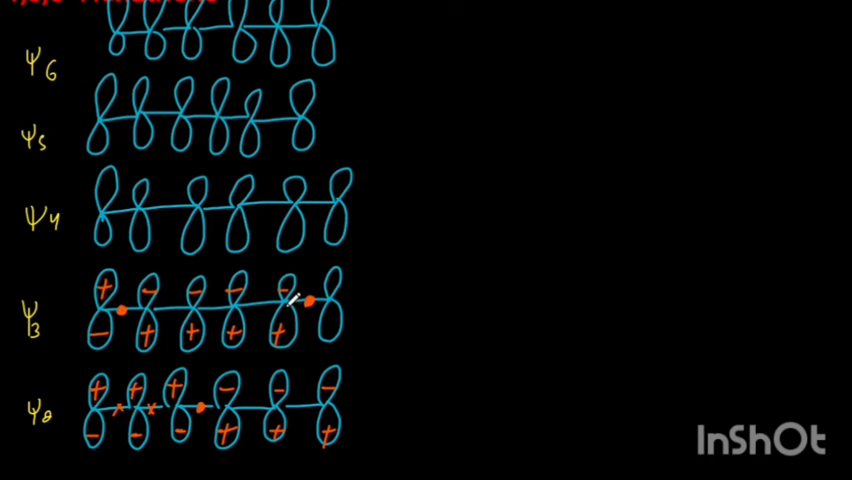 ψ6
ψ5
ψ4
+ - - - -
ψ3
- + + + +
+ + + - - -
ψ2
x x
- - - + + +
InShOt